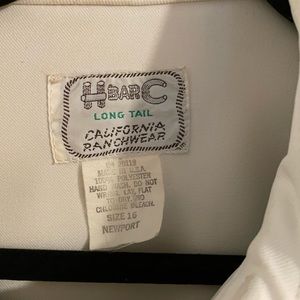 H BAR C
LONG TAIL
CALIFORNIA
RANCHWEAR
MADE IN U.S.A.
100% POLYESTER
HAND WASH. DO NOT
WRING. LAY FLAT
TO DRY. NO
CHLORINE BLEACH.
SIZE 16
NEWPORT